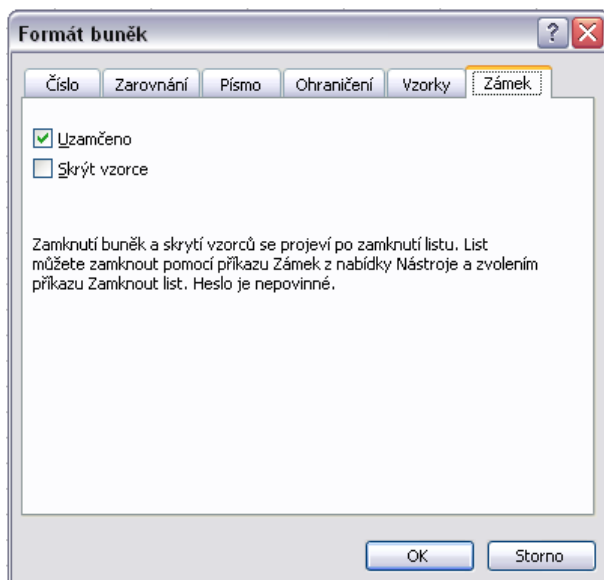 Formát buněk
Číslo Zarovnání Písmo Ohraničení Vzorky Zámek
Uzamčeno
Skrýt vzorce
Zamknutí buněk a skrytí vzorců se projeví po zamknutí listu. List
můžete zamknout pomocí příkazu Zámek z nabídky Nástroje a zvolením
příkazu Zamknout list. Heslo je nepovinné.
OK Storno